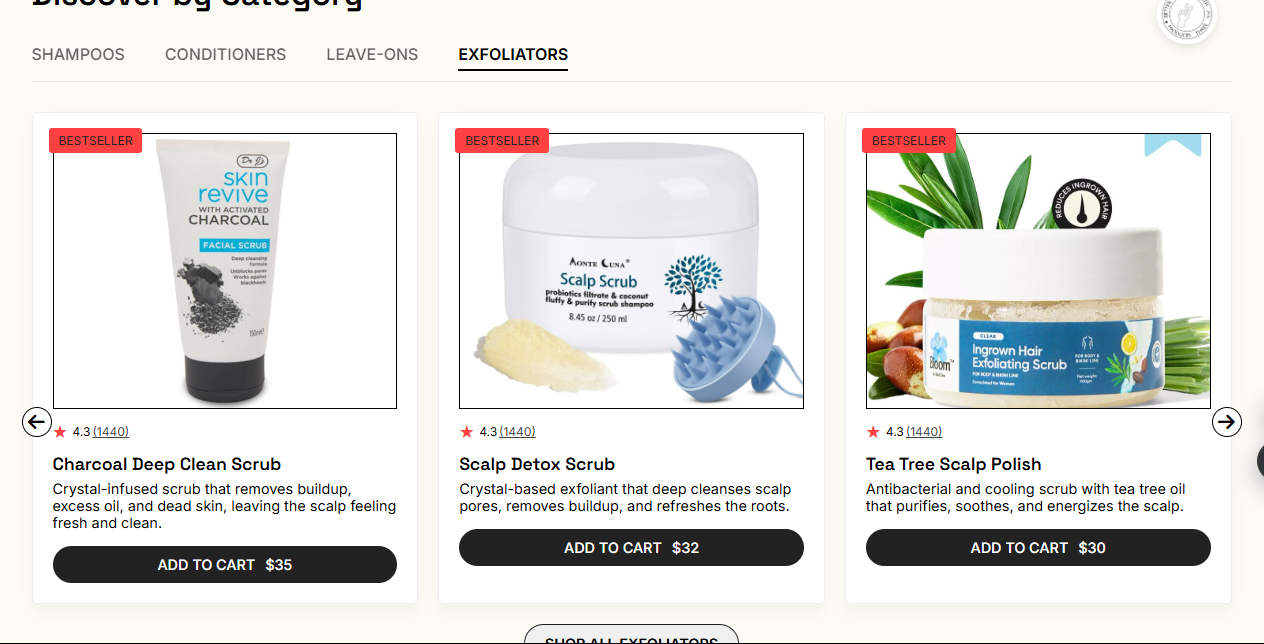 Discover by Category
SHAMPOOS
CONDITIONERS
LEAVE-ONS
EXFOLIATORS
BESTSELLER
Dr J's
skin
revive
WITH ACTIVATED
CHARCOAL
FACIAL SCRUB
Deep cleansing
formula
Unblocks pores
Works against
blackheads
150ml℮
4.3 (1440)
Charcoal Deep Clean Scrub
Crystal-infused scrub that removes buildup,
excess oil, and dead skin, leaving the scalp feeling
fresh and clean.
ADD TO CART $35
BESTSELLER
AONTE LUNA®
Scalp Scrub
probiotics filtrate & coconut
fluffy & purify scrub shampoo
8.45 oz / 250 ml
4.3 (1440)
Scalp Detox Scrub
Crystal-based exfoliant that deep cleanses scalp
pores, removes buildup, and refreshes the roots.
ADD TO CART $32
BESTSELLER
REDUCES INGROWN HAIR
CLEAR
Bloom™
Ingrown Hair
Exfoliating Scrub
FOR BODY & BIKINI LINE
Formulated for Women
FOR BODY &
BIKINI LINE
4.3 (1440)
Tea Tree Scalp Polish
Antibacterial and cooling scrub with tea tree oil
that purifies, soothes, and energizes the scalp.
ADD TO CART $30
SHOP ALL EXFOLIATORS